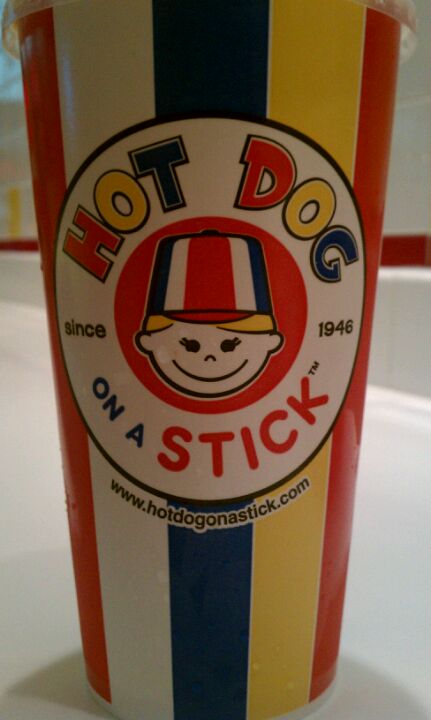 HOT DOG
since 1946
ON A STICK™
www.hotdogonastick.com